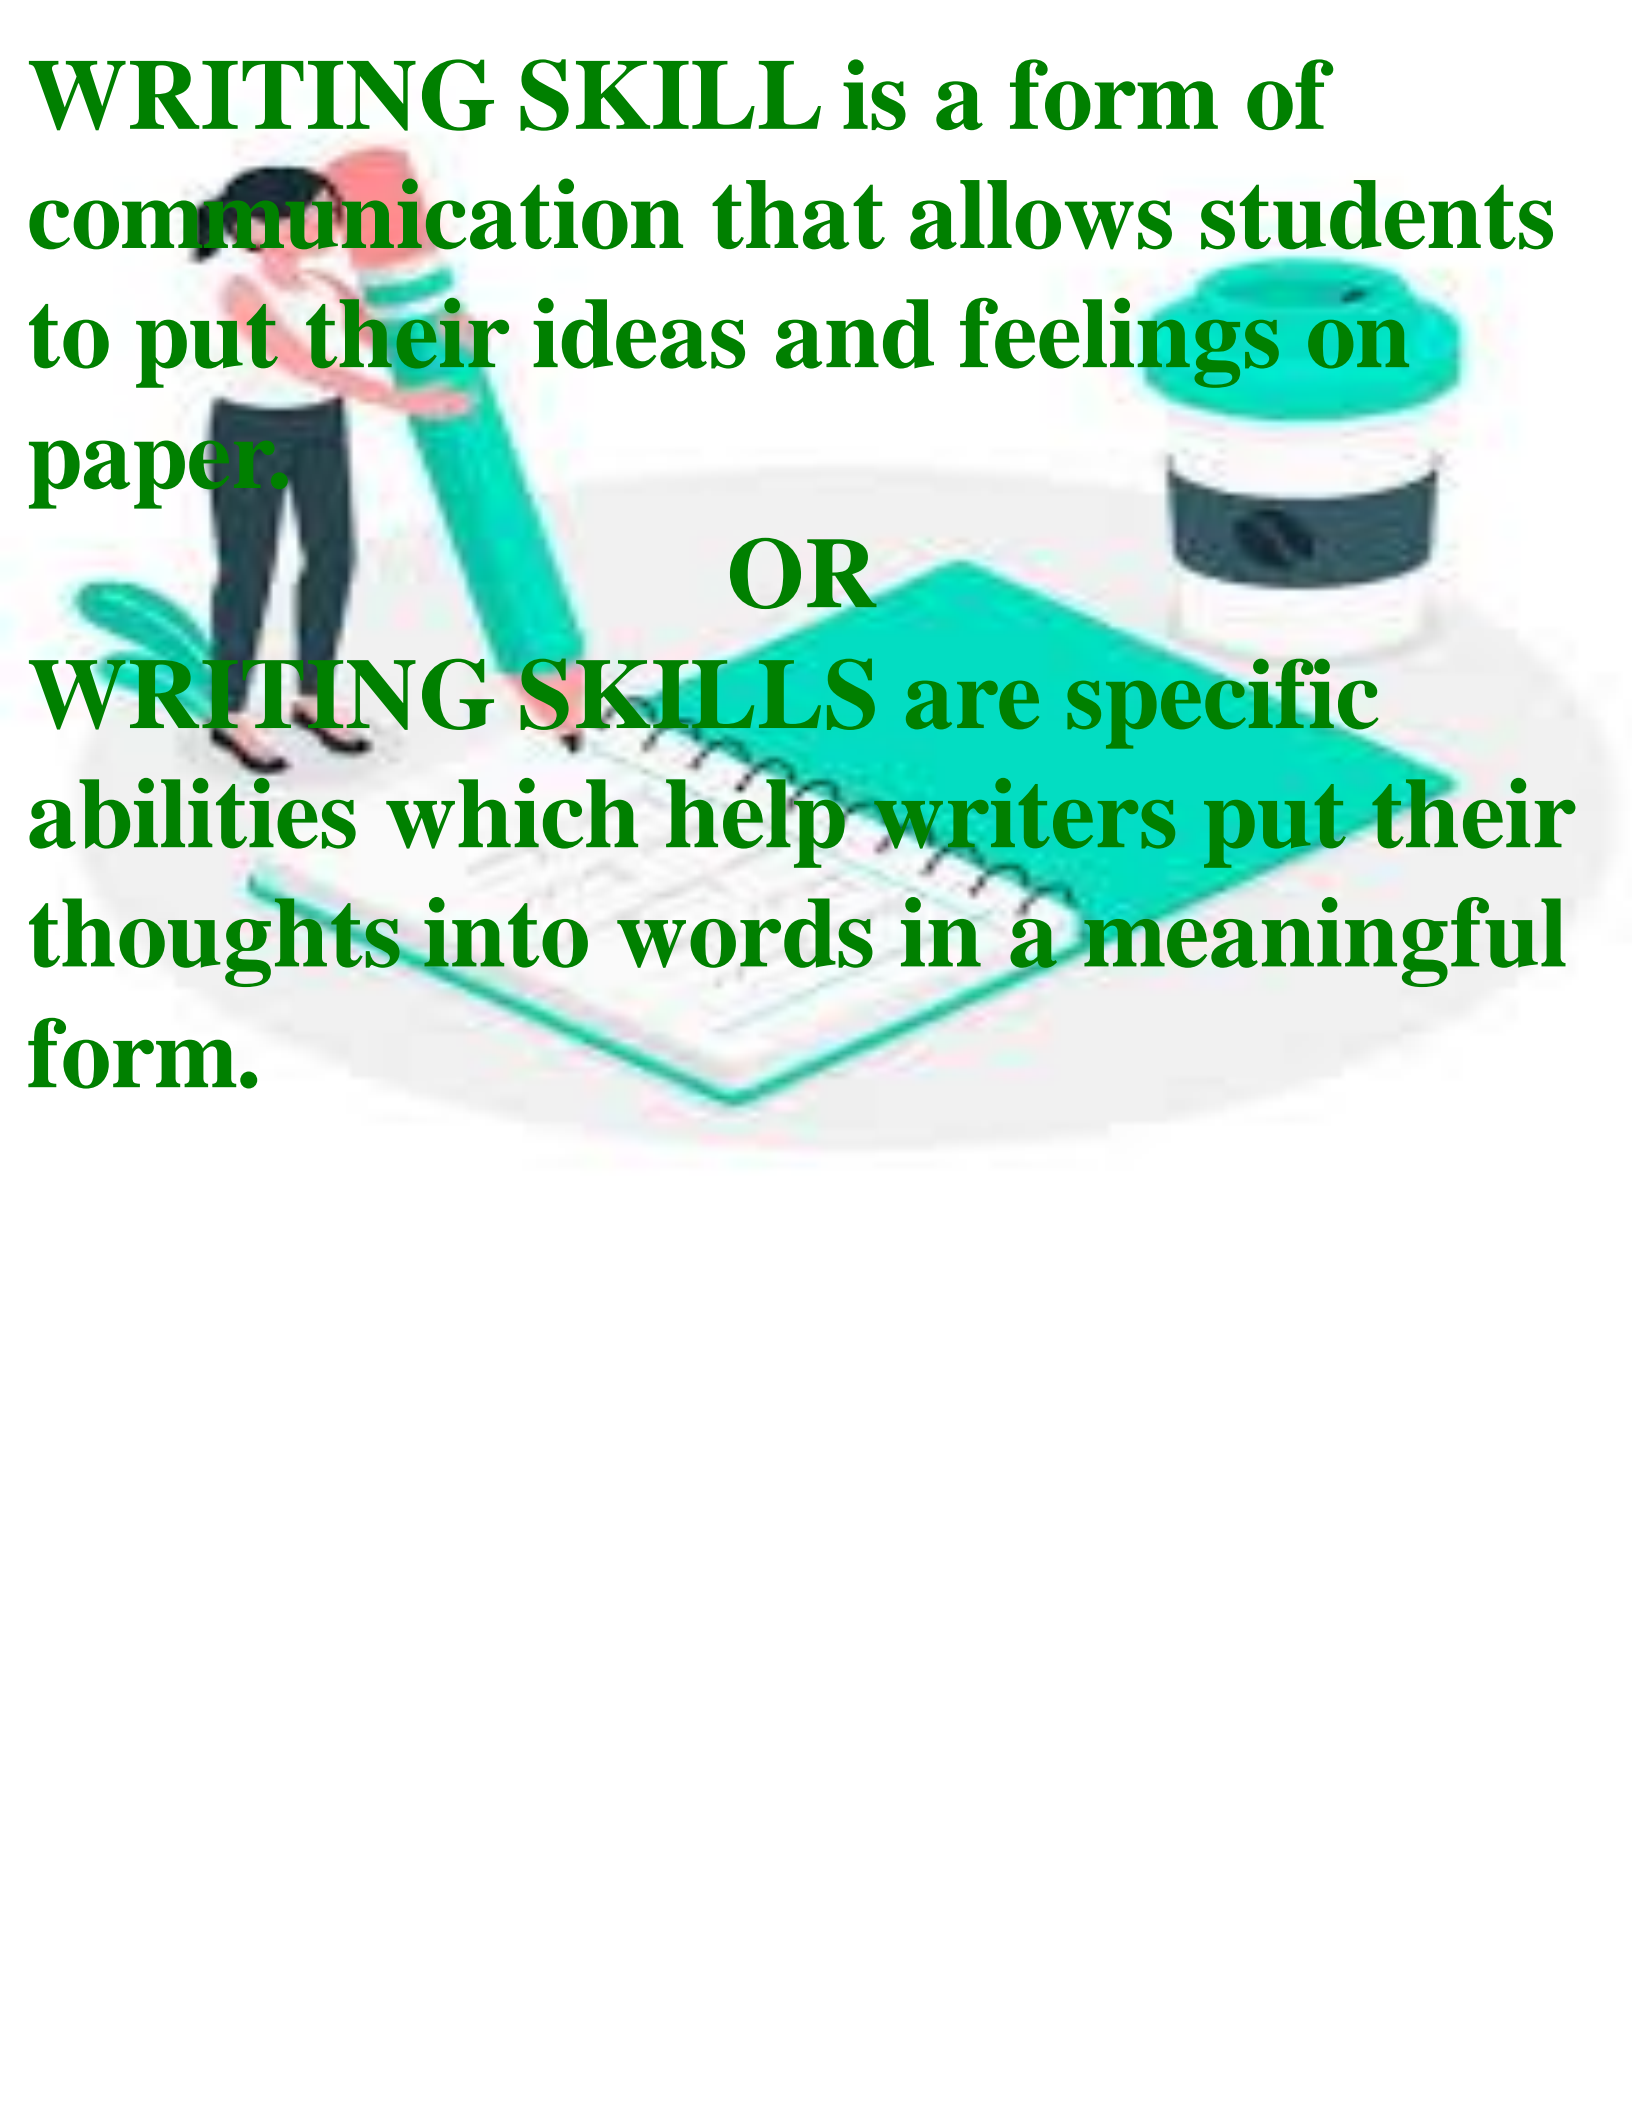 WRITING SKILL is a form of
communication that allows students
to put their ideas and feelings on
paper.
OR
WRITING SKILLS are specific
abilities which help writers put their
thoughts into words in a meaningful
form.